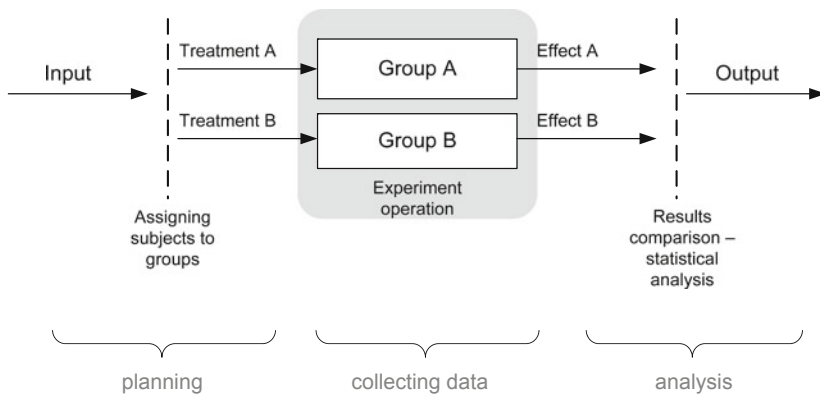 Input
Treatment A
Group A
Effect A
Output
Treatment B
Group B
Effect B
Experiment
operation
Assigning
subjects to
groups
Results
comparison –
statistical
analysis
planning
collecting data
analysis